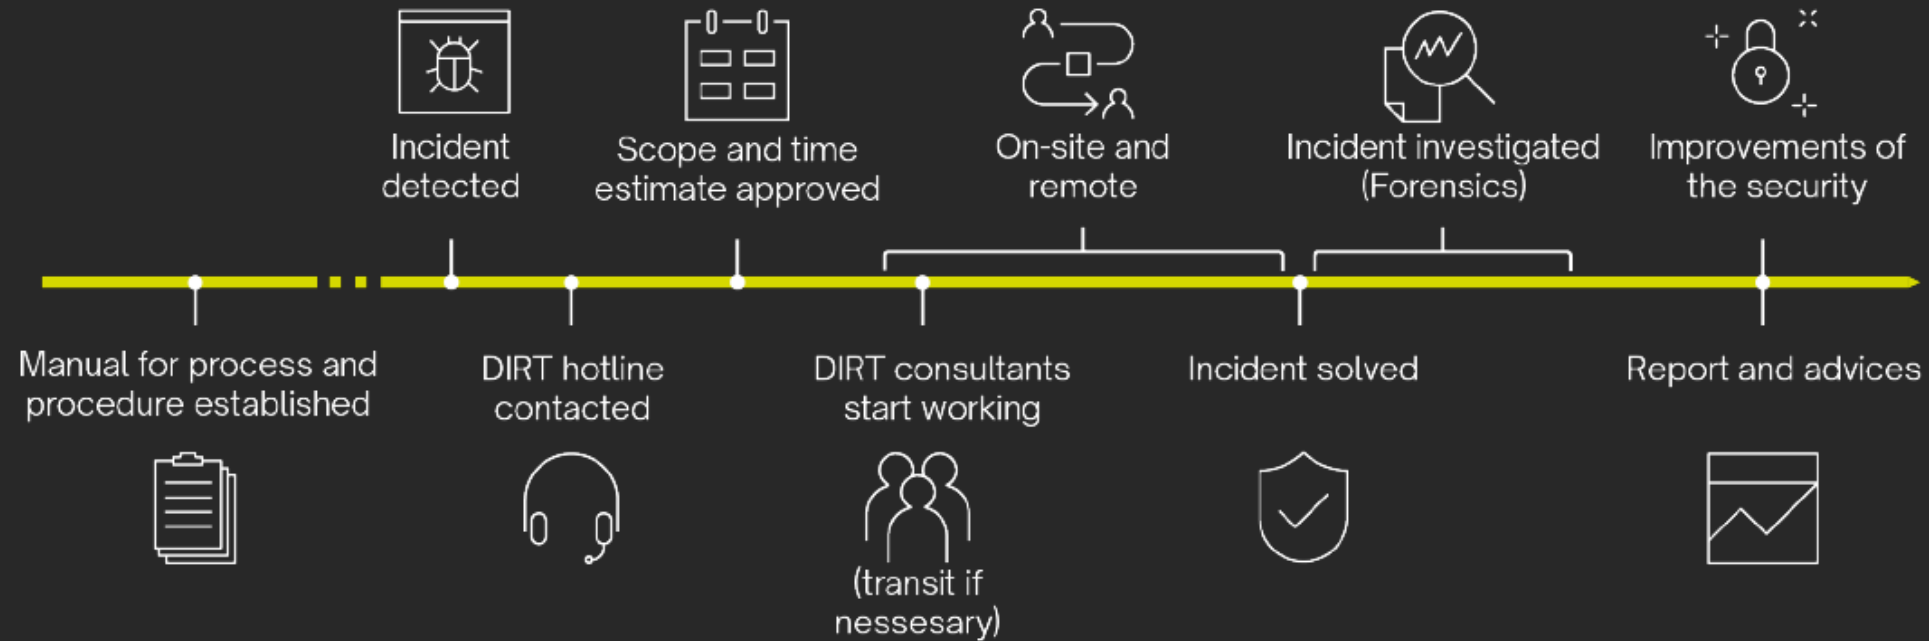 Incident
detected
Scope and time
estimate approved
On-site and
remote
Incident investigated
(Forensics)
Improvements of
the security
Manual for process and
procedure established
DIRT hotline
contacted
DIRT consultants
start working
(transit if
nessesary)
Incident solved
Report and advices